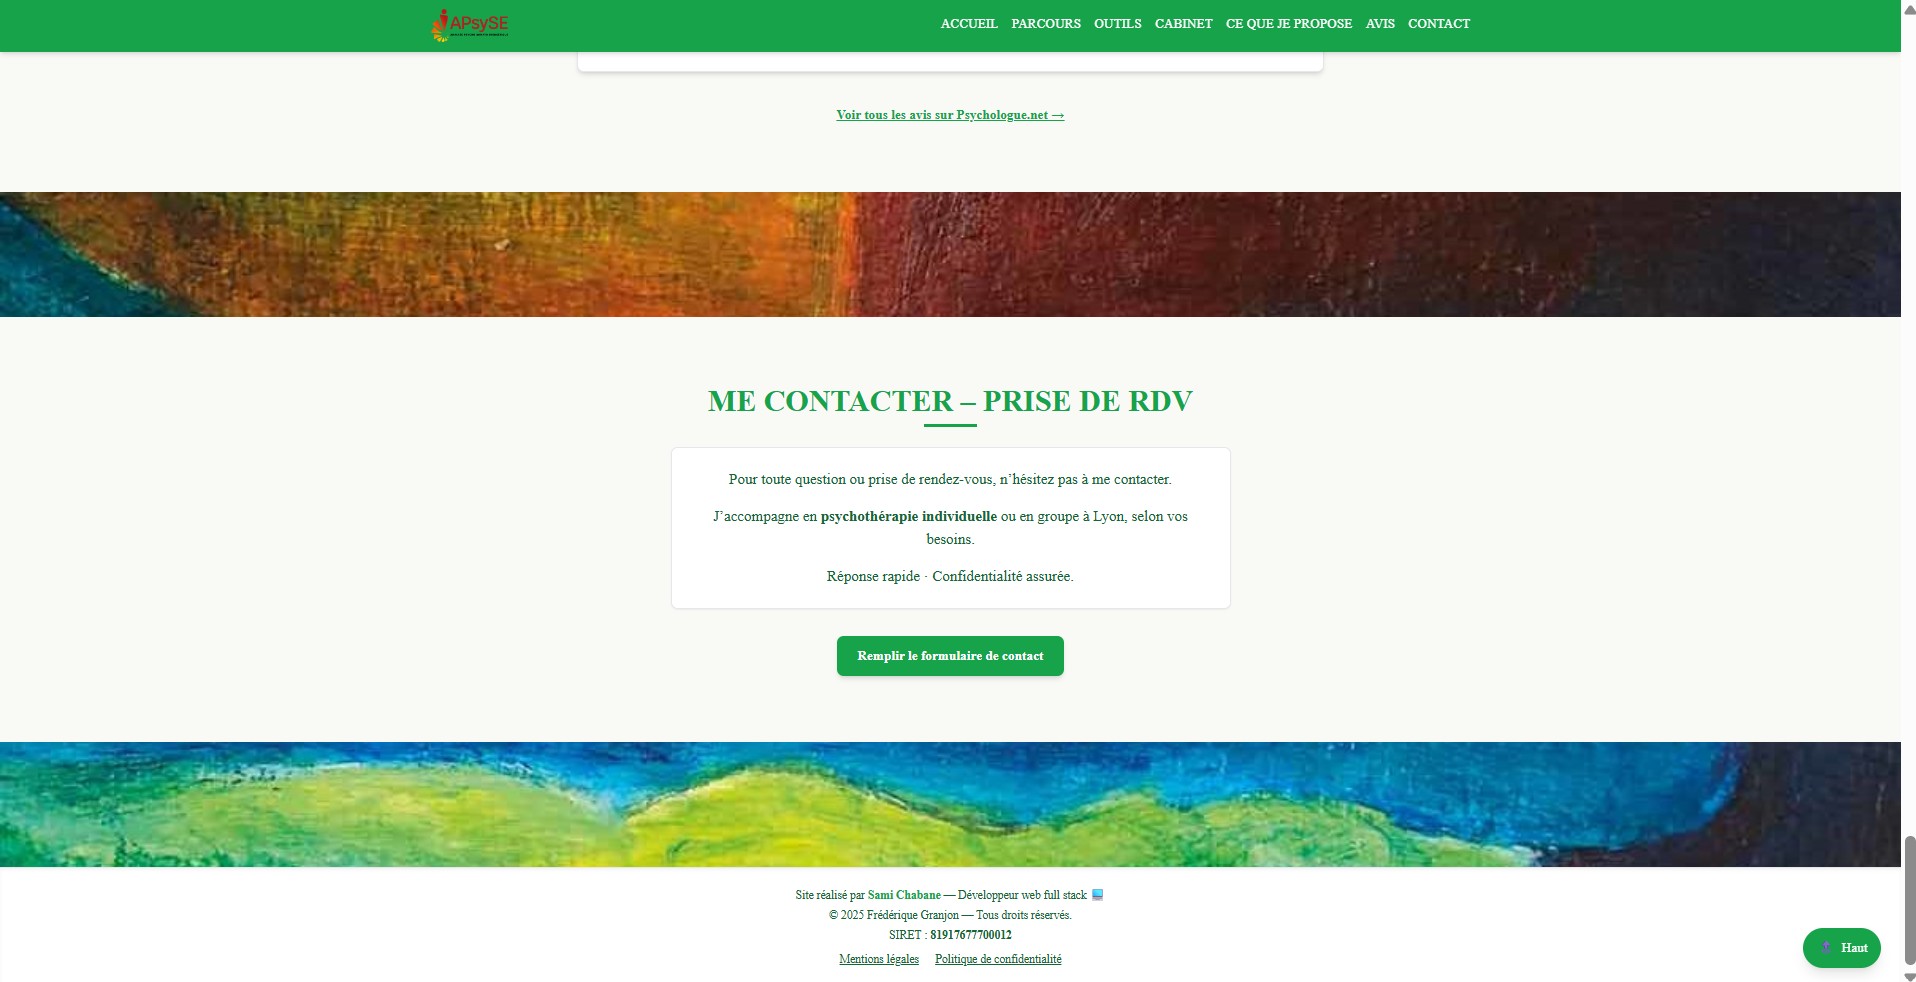 APsySE
ACCUEIL PARCOURS OUTILS CABINET CE QUE JE PROPOSE AVIS CONTACT
Voir tous les avis sur Psychologue.net →
ME CONTACTER – PRISE DE RDV
Pour toute question ou prise de rendez-vous, n’hésitez pas à me contacter.
J’accompagne en psychothérapie individuelle ou en groupe à Lyon, selon vos
besoins.
Réponse rapide · Confidentialité assurée.
Remplir le formulaire de contact
Site réalisé par Sami Chabane — Développeur web full stack
© 2025 Frédérique Granjon — Tous droits réservés.
SIRET : 81917677700012
Mentions légales Politique de confidentialité
Haut